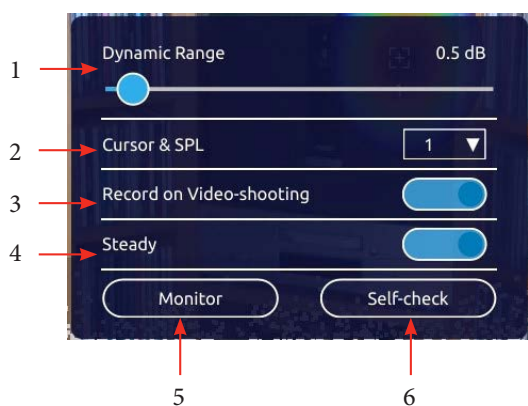 Dynamic Range 0.5 dB
1
2 Cursor & SPL 1
3 Record on Video-shooting
4 Steady
Monitor Self-check
5 6